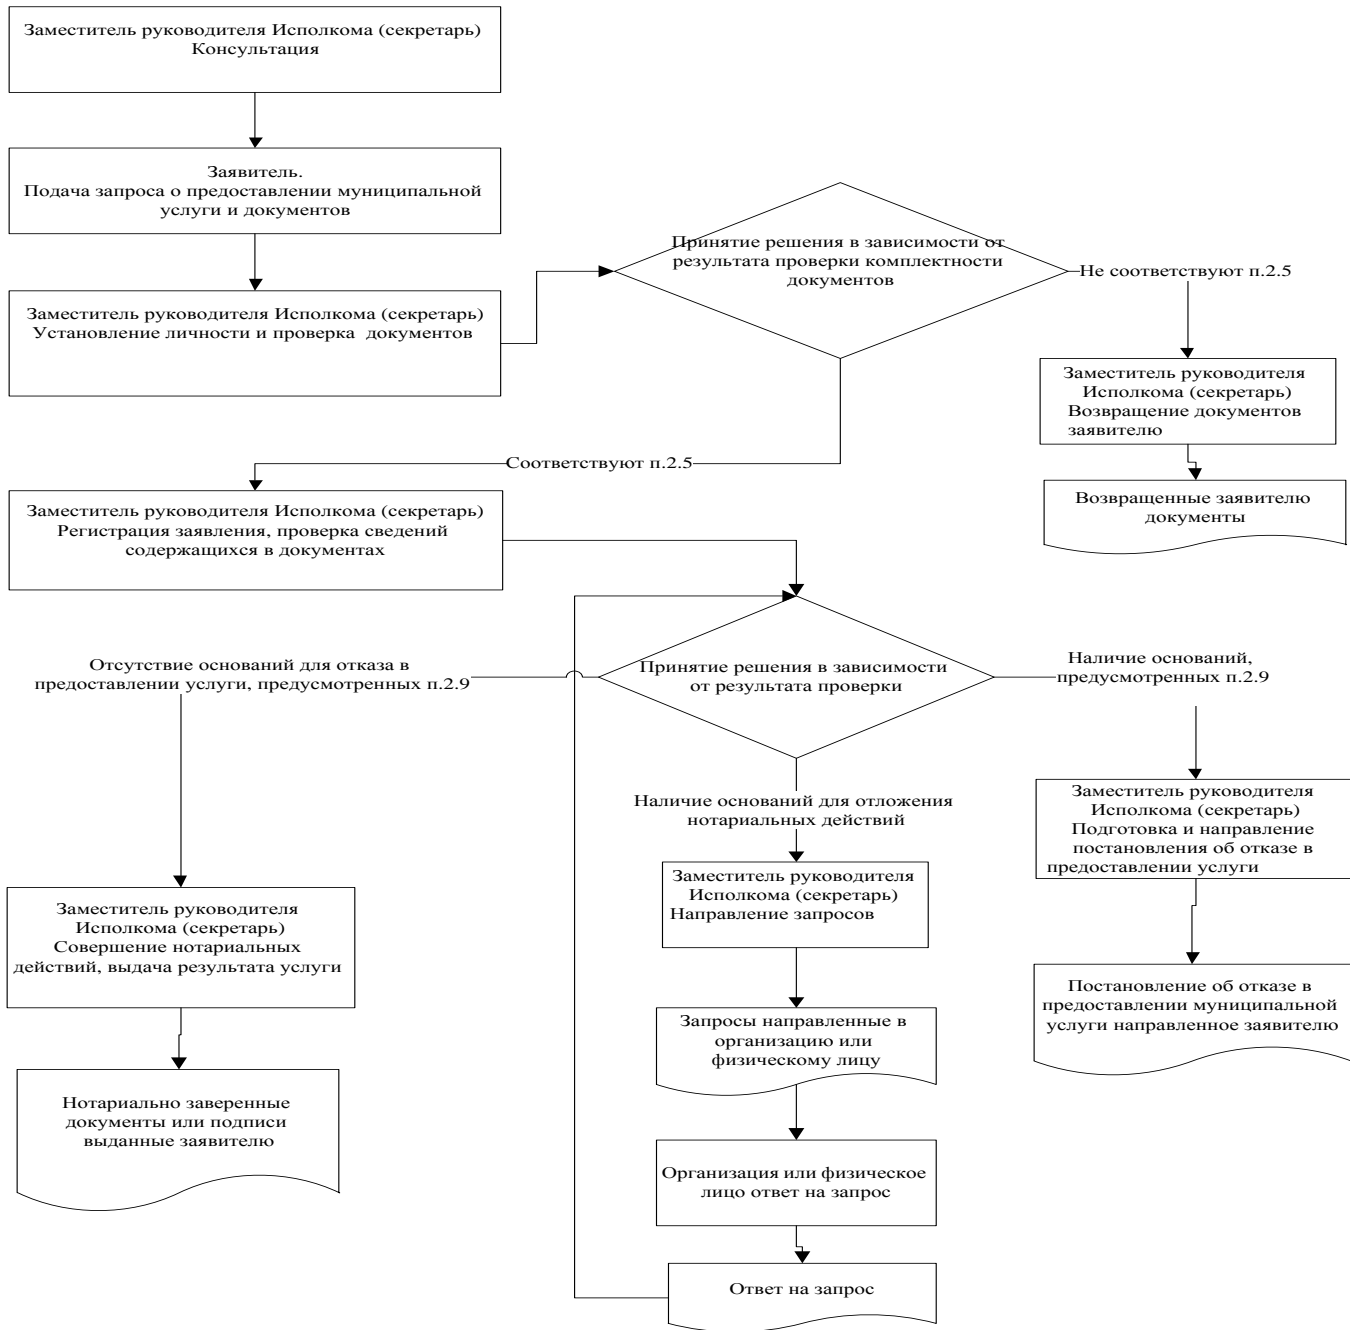 Заместитель руководителя Исполкома (секретарь)
Консультация
Заявитель.
Подача запроса о предоставлении муниципальной
услуги и документов
Заместитель руководителя Исполкома (секретарь)
Установление личности и проверка документов
Принятие решения в зависимости от
результата проверки комплектности
документов
Не соответствуют п.2.5
Заместитель руководителя
Исполкома (секретарь)
Возвращение документов
заявителю
Возвращенные заявителю
документы
Соответствуют п.2.5
Заместитель руководителя Исполкома (секретарь)
Регистрация заявления, проверка сведений
содержащихся в документах
Принятие решения в зависимости
от результата проверки
Отсутствие оснований для отказа в
предоставлении услуги, предусмотренных п.2.9
Наличие оснований,
предусмотренных п.2.9
Наличие оснований для отложения
нотариальных действий
Заместитель руководителя
Исполкома (секретарь)
Подготовка и направление
постановления об отказе в
предоставлении услуги
Заместитель руководителя
Исполкома (секретарь)
Направление запросов
Заместитель руководителя
Исполкома (секретарь)
Совершение нотариальных
действий, выдача результата услуги
Постановление об отказе в
предоставлении муниципальной
услуги направленное заявителю
Запросы направленные в
организацию или
физическому лицу
Нотариально заверенные
документы или подписи
выданные заявителю
Организация или физическое
лицо ответ на запрос
Ответ на запрос